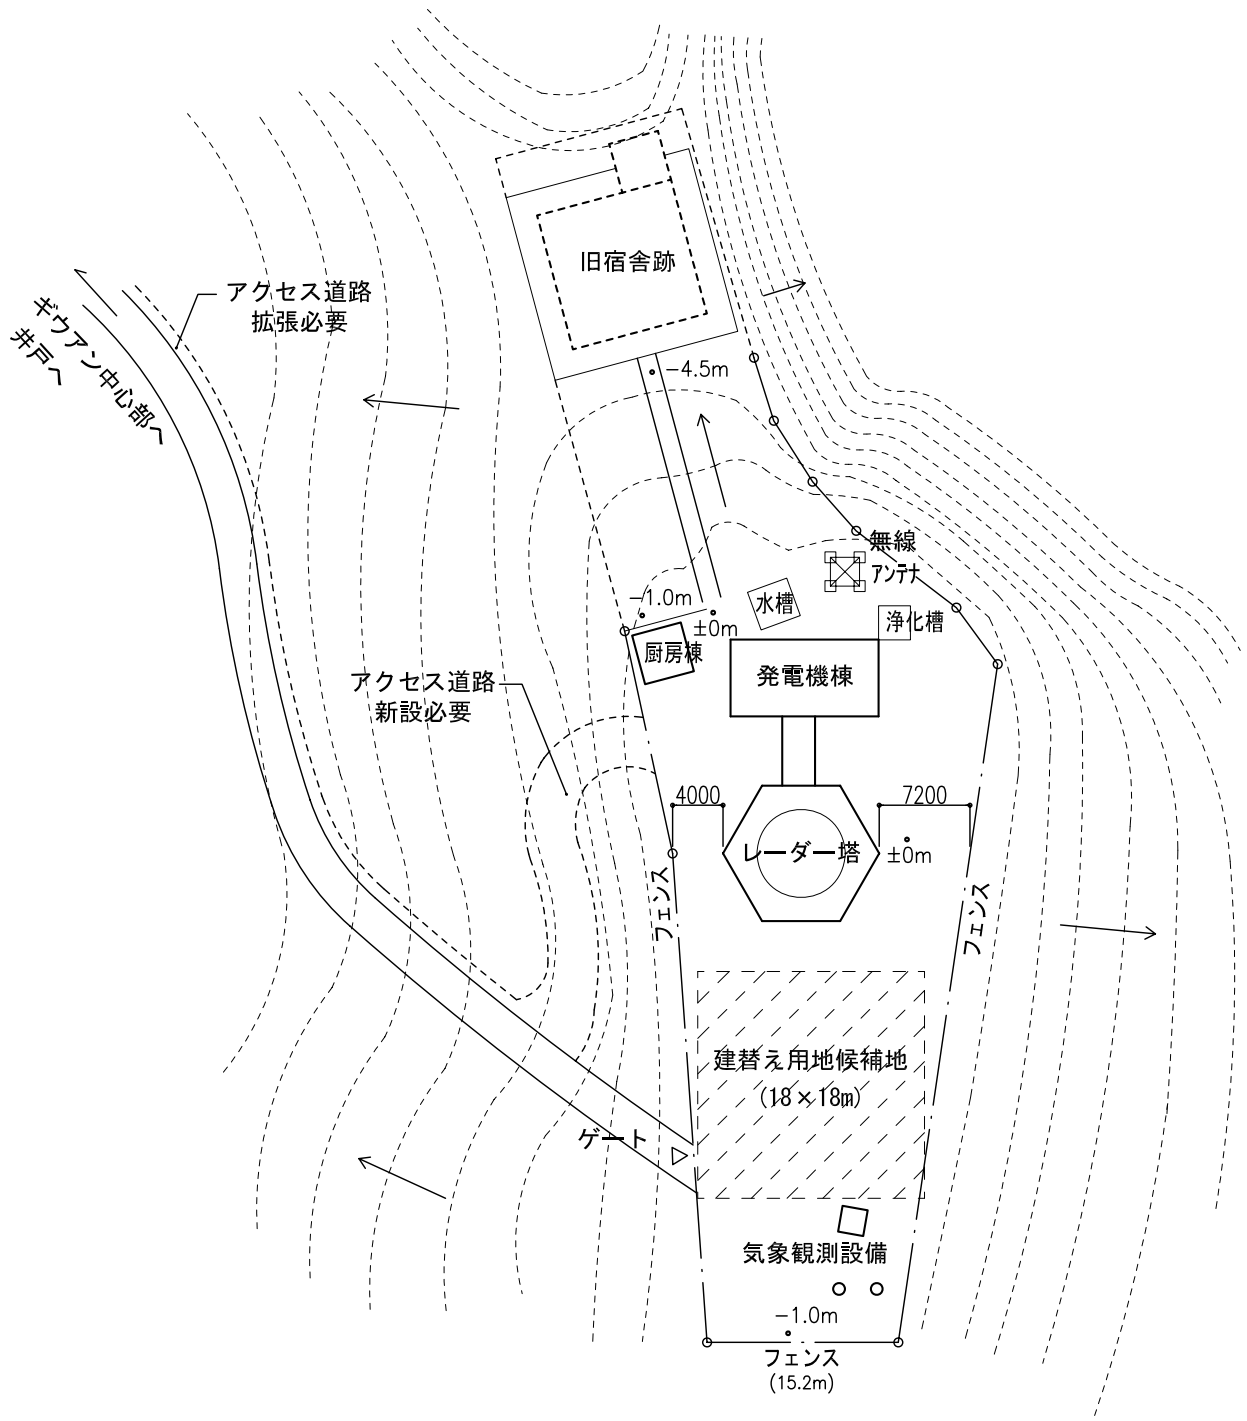 旧宿舎跡
アクセス道路
拡張必要
ギウアン中心部へ
井戸へ
-4.5m
無線
アンテナ
-1.0m
水槽
±0m
浄化槽
厨房棟
発電機棟
アクセス道路
新設必要
4000
7200
レーダー塔
±0m
フェンス
フェンス
建替え用地候補地
(18×18m)
ゲート
気象観測設備
-1.0m
フェンス
(15.2m)